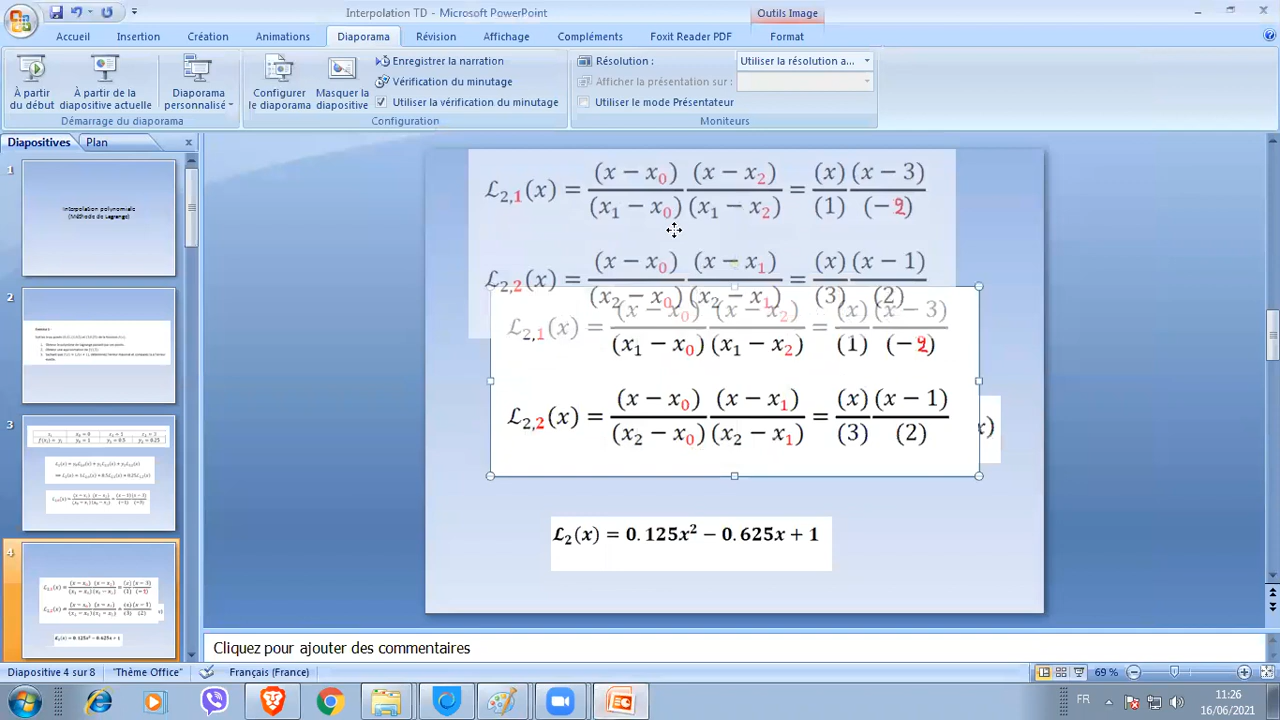 Interpolation TD - Microsoft PowerPoint
Outils Image
Accueil Insertion Création Animations Diaporama Révision Affichage Compléments Foxit Reader PDF Format
À partir du début
À partir de la diapositive actuelle
Diaporama personnalisé
Démarrage du diaporama
Configurer le diaporama
Masquer la diapositive
Enregistrer la narration
Vérification du minutage
Utiliser la vérification du minutage
Configuration
Résolution : Utiliser la résolution a...
Afficher la présentation sur :
Utiliser le mode Présentateur
Moniteurs
Diapositives Plan
1
Interpolation polynomiale
(Méthode de Lagrange)
2
3
4
ℒ2,1(x) = (x − x0)/(x1 − x0) (x − x2)/(x1 − x2) = (x)/(1) (x − 3)/(−2)
ℒ2,2(x) = (x − x0)/(x2 − x0) (x − x1)/(x2 − x1) = (x)/(3) (x − 1)/(2)
ℒ2,1(x) = (x − x0)/(x1 − x0) (x − x2)/(x1 − x2) = (x)/(1) (x − 3)/(−2)
ℒ2,2(x) = (x − x0)/(x2 − x0) (x − x1)/(x2 − x1) = (x)/(3) (x − 1)/(2)
x)
ℒ2(x) = 0.125x² − 0.625x + 1
Cliquez pour ajouter des commentaires
Diapositive 4 sur 8 "Thème Office" Français (France) 69 %
FR
11:26
16/06/2021